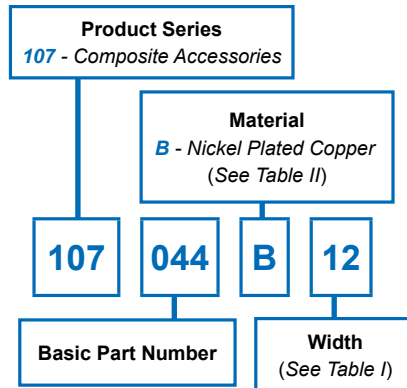 Product Series
107 - Composite Accessories
Material
B - Nickel Plated Copper
(See Table II)
107 044 B 12
Basic Part Number
Width
(See Table I)